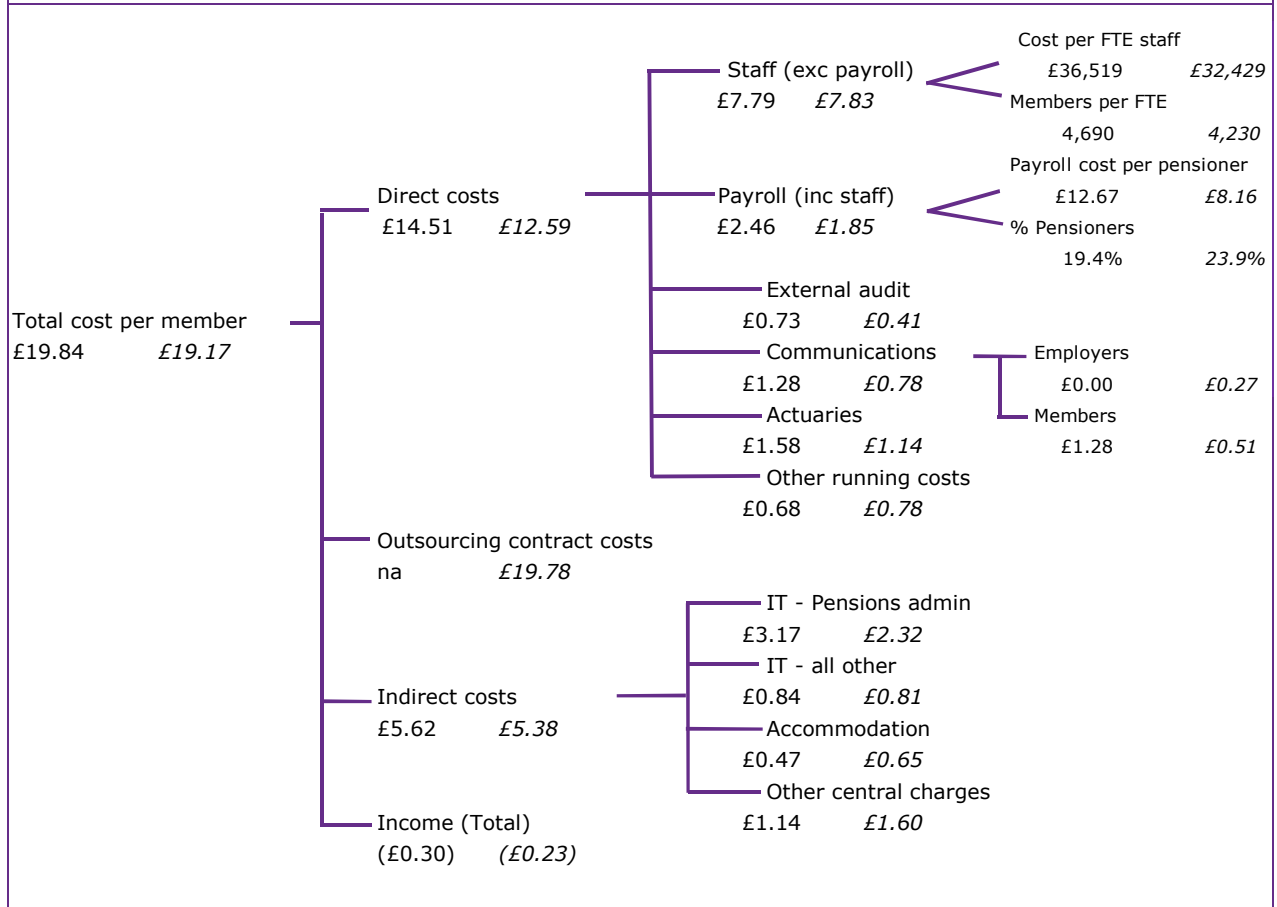 Cost per FTE staff
Staff (exc payroll)
£36,519 £32,429
£7.79 £7.83
Members per FTE
4,690 4,230
Payroll cost per pensioner
Direct costs
Payroll (inc staff)
£12.67 £8.16
£14.51 £12.59
£2.46 £1.85
% Pensioners
19.4% 23.9%
External audit
Total cost per member
£0.73 £0.41
£19.84 £19.17
Communications
Employers
£1.28 £0.78
£0.00 £0.27
Actuaries
Members
£1.58 £1.14
£1.28 £0.51
Other running costs
£0.68 £0.78
Outsourcing contract costs
na £19.78
IT - Pensions admin
£3.17 £2.32
IT - all other
Indirect costs
£0.84 £0.81
£5.62 £5.38
Accommodation
£0.47 £0.65
Other central charges
Income (Total)
£1.14 £1.60
(£0.30) (£0.23)